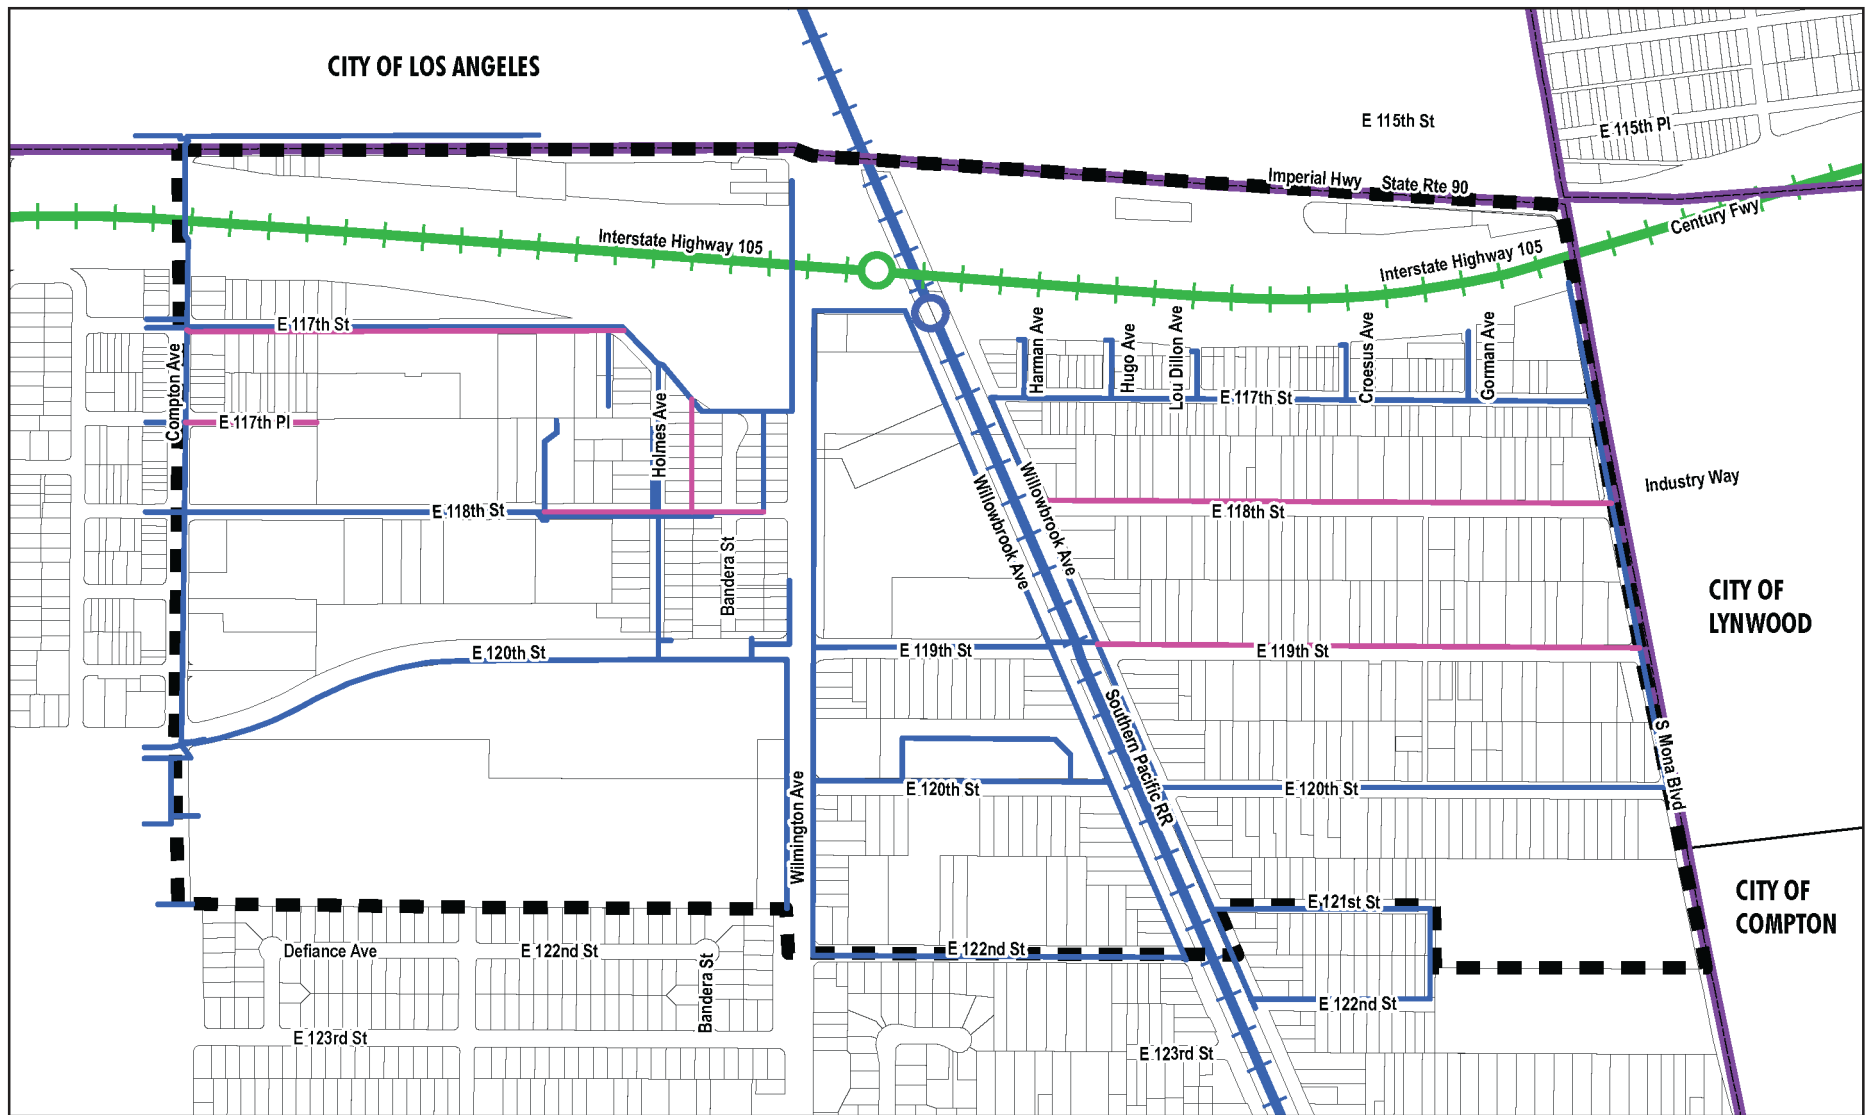 CITY OF LOS ANGELES
E 115th St
E 115th Pl
Imperial Hwy
State Rte 90
Century Fwy
Interstate Highway 105
Interstate Highway 105
E 117th St
Harman Ave
Hugo Ave
Lou Dillon Ave
Croesus Ave
Gorman Ave
Compton Ave
E 117th St
E 117th Pl
Holmes Ave
Industry Way
E 118th St
Willowbrook Ave
Willowbrook Ave
E 118th St
Bandera St
CITY OF
LYNWOOD
E 120th St
E 119th St
E 119th St
Southern Pacific RR
S Mona Blvd
Wilmington Ave
E 120th St
E 120th St
CITY OF
COMPTON
E 121st St
Defiance Ave
E 122nd St
E 122nd St
Bandera St
E 122nd St
E 123rd St
E 123rd St